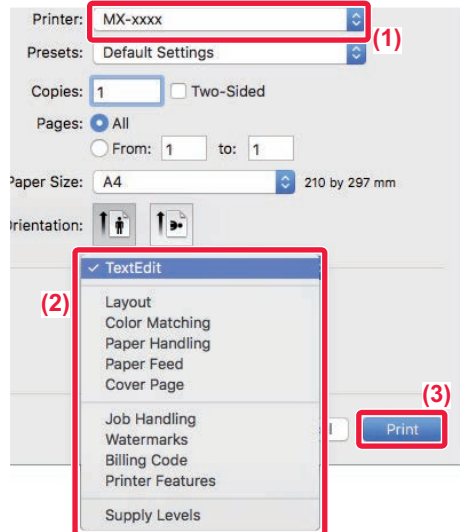 Printer: MX-xxxx
(1)
Presets: Default Settings
Copies: 1 Two-Sided
Pages: All
From: 1 to: 1
Paper Size: A4 210 by 297 mm
Orientation:
✓ TextEdit
(2)
Layout
Color Matching
Paper Handling
Paper Feed
Cover Page
(3)
Job Handling
Watermarks
Billing Code
Printer Features
Supply Levels
l Print